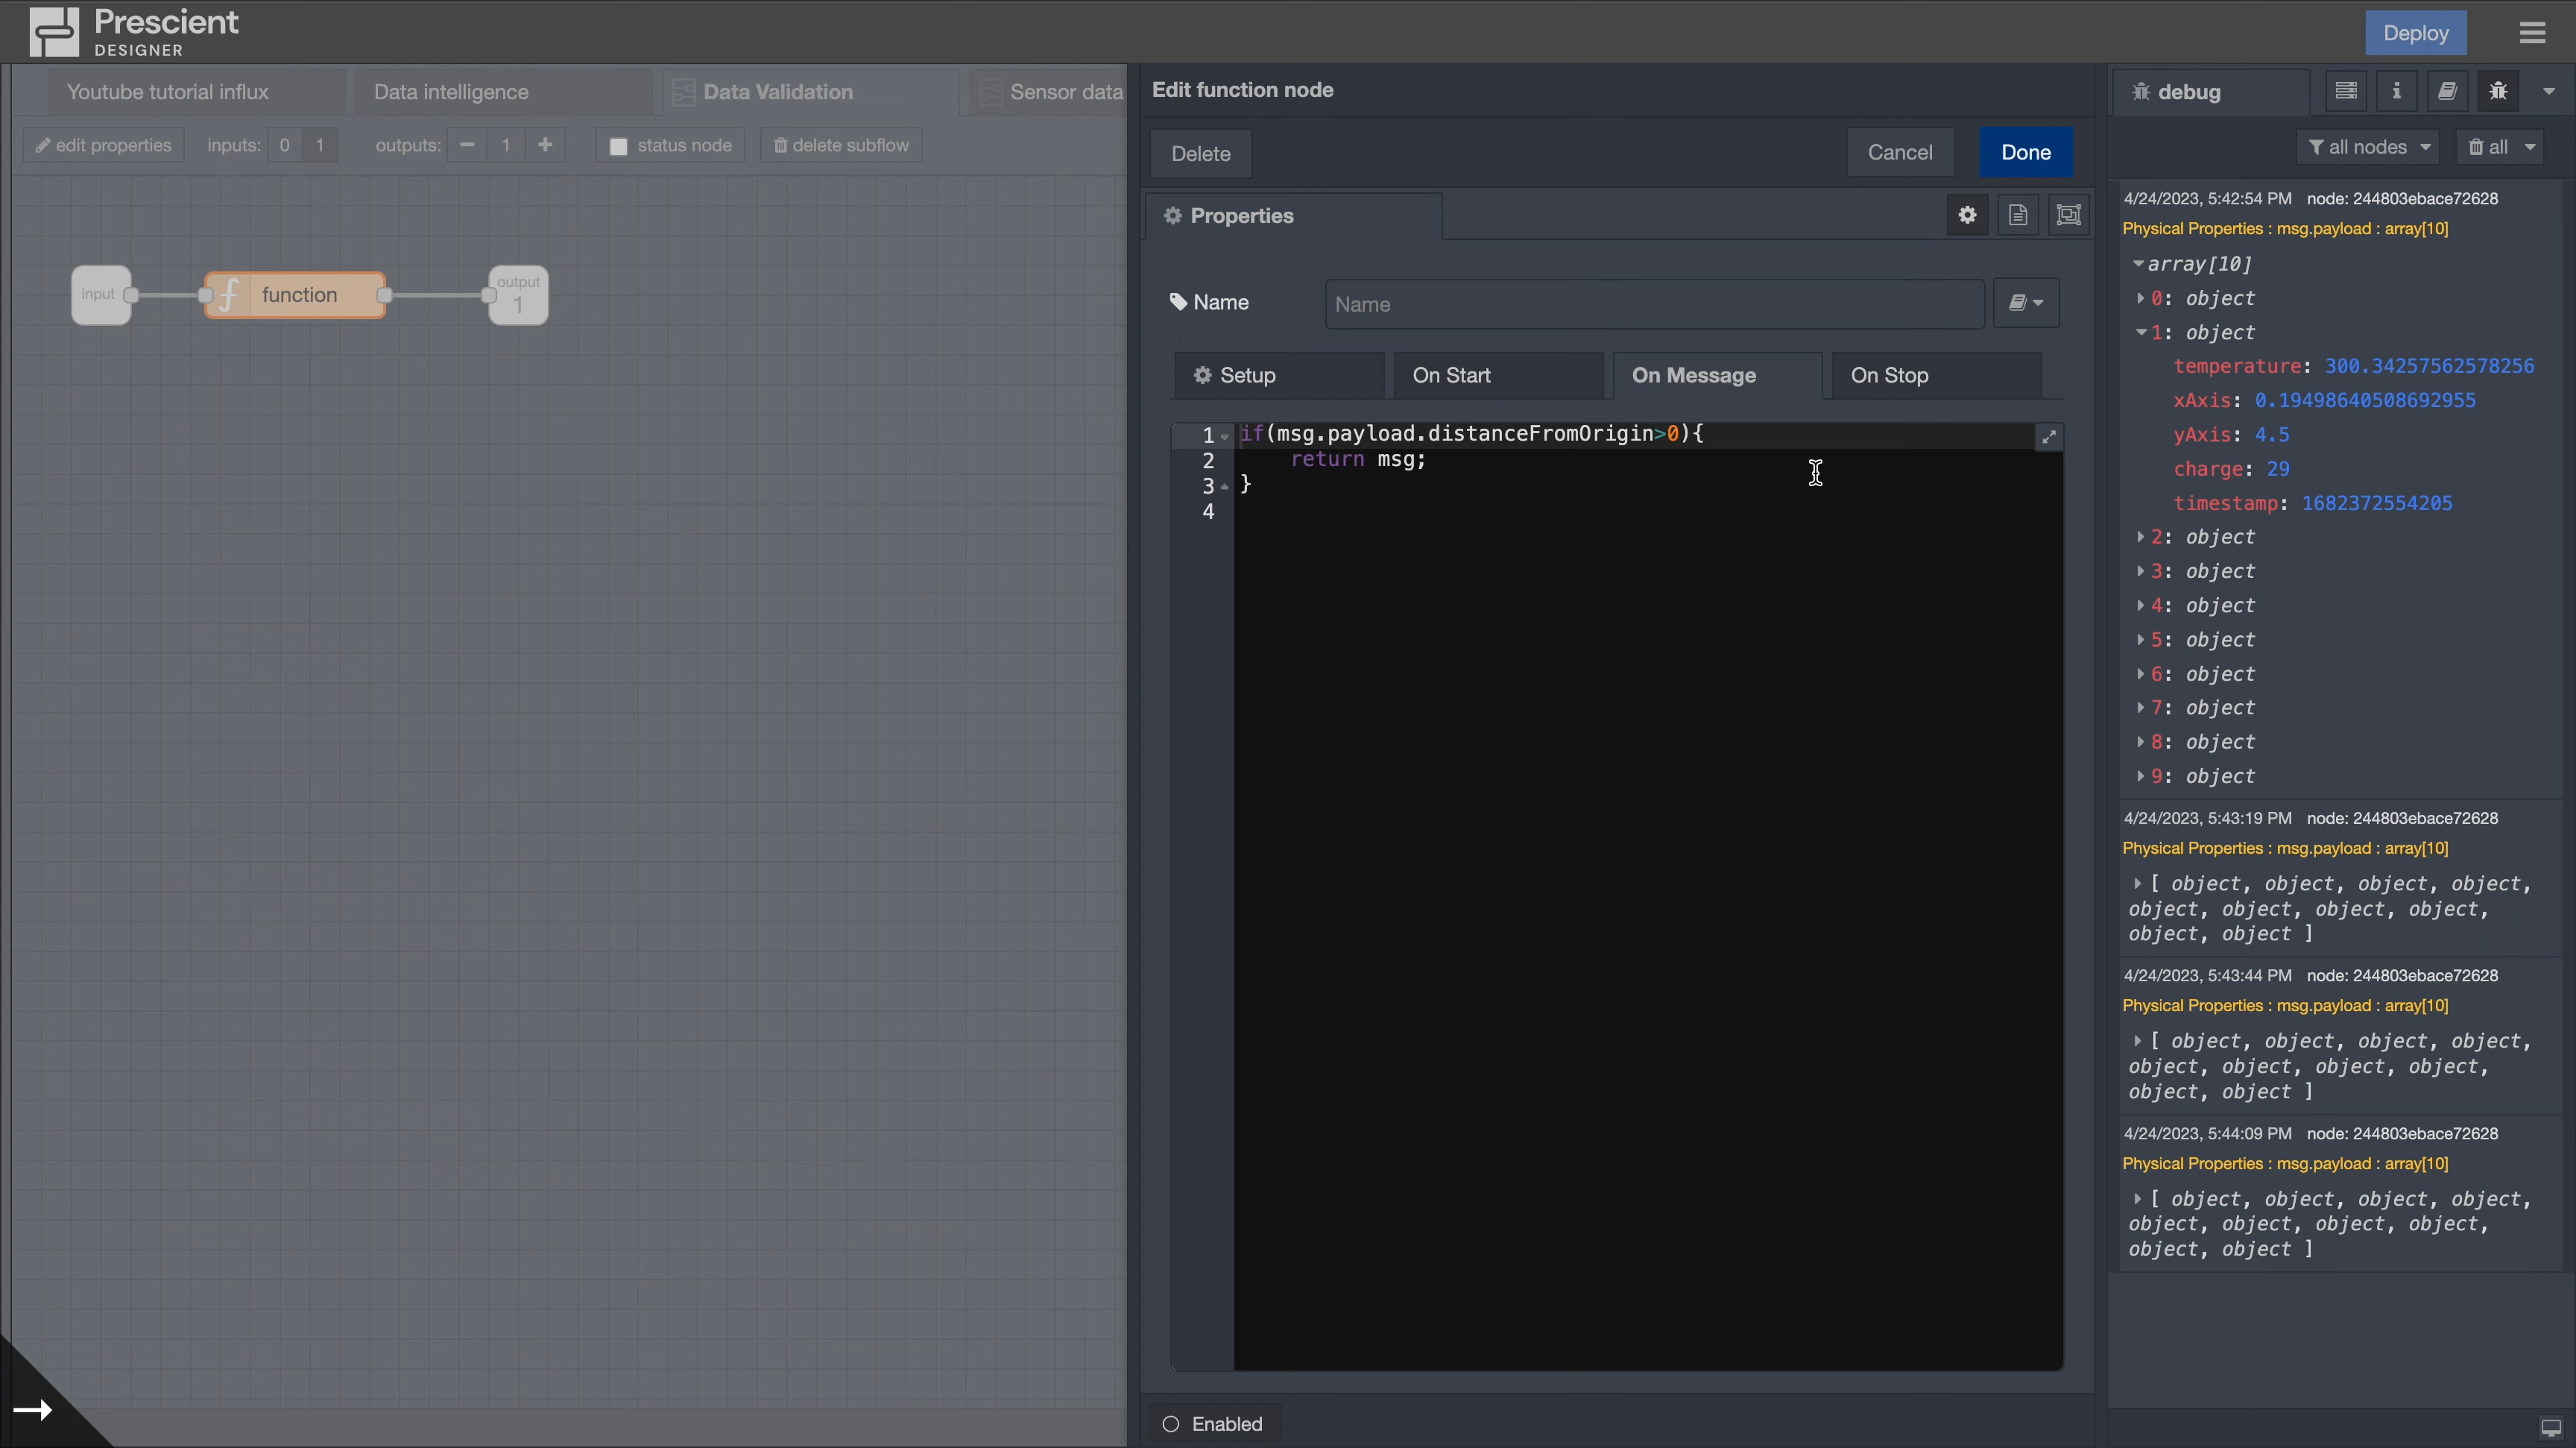 Prescient
DESIGNER
Deploy
Youtube tutorial influx
Data intelligence
Data Validation
Sensor data
edit properties
inputs: 0 1
outputs: 1
status node
delete subflow
input
function
output
1
Edit function node
Delete
Cancel
Done
Properties
Name
Name
Setup
On Start
On Message
On Stop
1 if(msg.payload.distanceFromOrigin>0){
2 return msg;
3 }
4
Enabled
debug
all nodes
all
4/24/2023, 5:42:54 PM node: 244803ebace72628
Physical Properties : msg.payload : array[10]
array[10]
0: object
1: object
temperature: 300.34257562578256
xAxis: 0.19498640508692955
yAxis: 4.5
charge: 29
timestamp: 1682372554205
2: object
3: object
4: object
5: object
6: object
7: object
8: object
9: object
4/24/2023, 5:43:19 PM node: 244803ebace72628
Physical Properties : msg.payload : array[10]
[ object, object, object, object,
object, object, object, object,
object, object ]
4/24/2023, 5:43:44 PM node: 244803ebace72628
Physical Properties : msg.payload : array[10]
[ object, object, object, object,
object, object, object, object,
object, object ]
4/24/2023, 5:44:09 PM node: 244803ebace72628
Physical Properties : msg.payload : array[10]
[ object, object, object, object,
object, object, object, object,
object, object ]